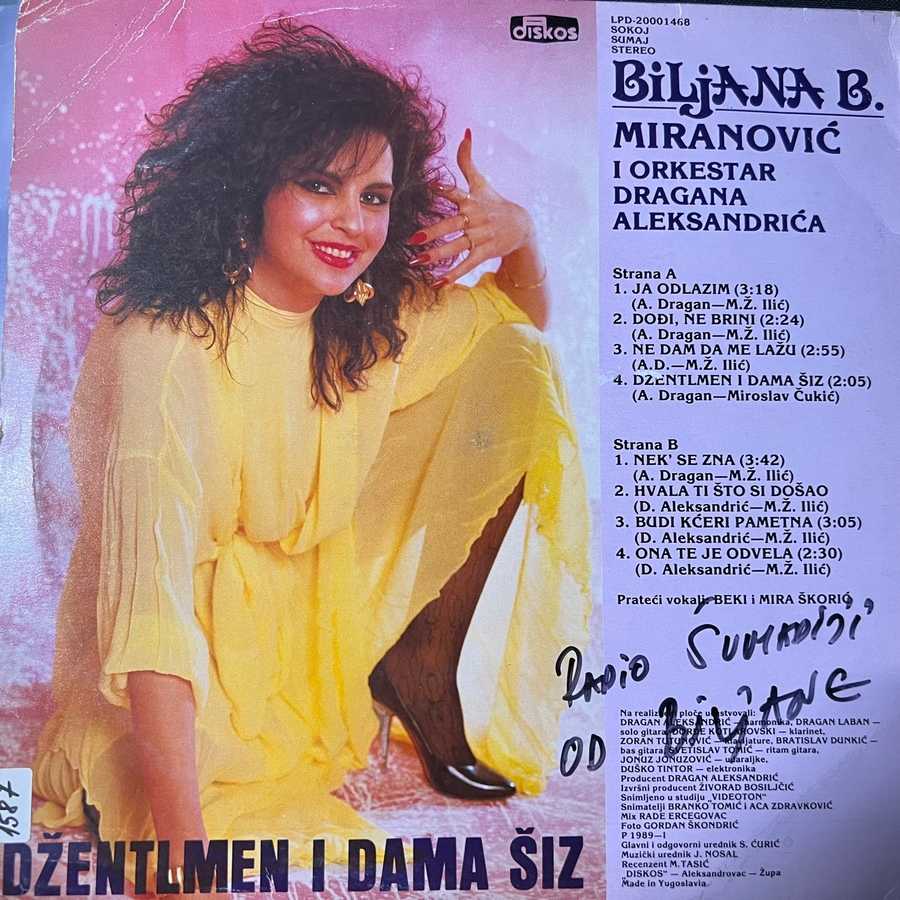 diskos
LPD-20001468
SOKOJ
SUMAJ
STEREO
BiLjANA B.
MIRANOVIĆ
I ORKESTAR
DRAGANA
ALEKSANDRIĆA
Strana A
1. JA ODLAZIM (3:18)
(A. Dragan—M.Ž. Ilić)
2. DOĐI, NE BRINI (2:24)
(A. Dragan—M.Ž. Ilić)
3. NE DAM DA ME LAŽU (2:55)
(A.D.—M.Ž. Ilić)
4. DŽENTLMEN I DAMA ŠIZ (2:05)
(A. Dragan—Miroslav Čukić)
Strana B
1. NEK' SE ZNA (3:42)
(A. Dragan—M.Ž. Ilić)
2. HVALA TI ŠTO SI DOŠAO
(D. Aleksandrić—M.Ž. Ilić)
3. BUDI KĆERI PAMETNA (3:05)
(D. Aleksandrić—M.Ž. Ilić)
4. ONA TE JE ODVELA (2:30)
(D. Aleksandrić—M.Ž. Ilić)
Prateći vokali: BEKI i MIRA ŠKORIĆ
RADIO ŠUMADIJI
OD BILJANE
Na realizaciji ploče učestvovali:
DRAGAN ALEKSANDRIĆ — harmonika, DRAGAN LABAN —
solo gitara, ĐORĐE KOTLAROVSKI — klarinet,
ZORAN TUTUNOVIĆ — klavijature, BRATISLAV DUNKIĆ —
bas gitara, SVETISLAV TOMIĆ — ritam gitara,
JONUZ JONUZOVIĆ — udaraljke,
DUŠKO TINTOR — elektronika
Producent DRAGAN ALEKSANDRIĆ
Izvršni producent ŽIVORAD BOSILJČIĆ
Snimljeno u studiju „VIDEOTON"
Snimatelji BRANKO TOMIĆ i ACA ZDRAVKOVIĆ
Mix RADE ERCEGOVAC
Foto GORDAN ŠKONDRIĆ
P 1989—I
Glavni i odgovorni urednik S. ĆURIĆ
Muzički urednik J. NOSAL
Recenzent M. TASIĆ
„DISKOS" — Aleksandrovac — Župa
Made in Yugoslavia
1587
DŽENTLMEN I DAMA ŠIZ